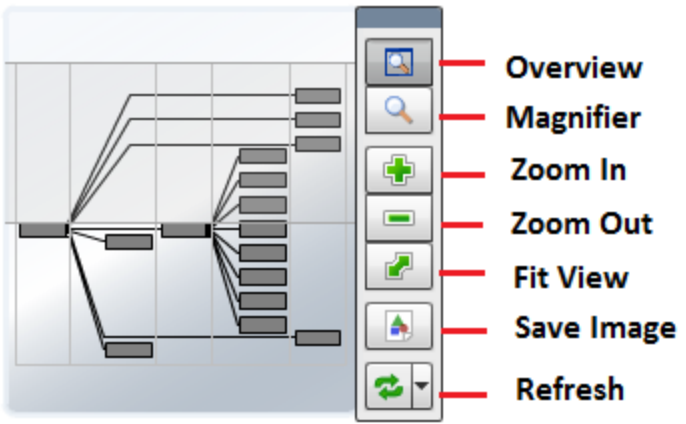 Overview
Magnifier
Zoom In
Zoom Out
Fit View
Save Image
Refresh